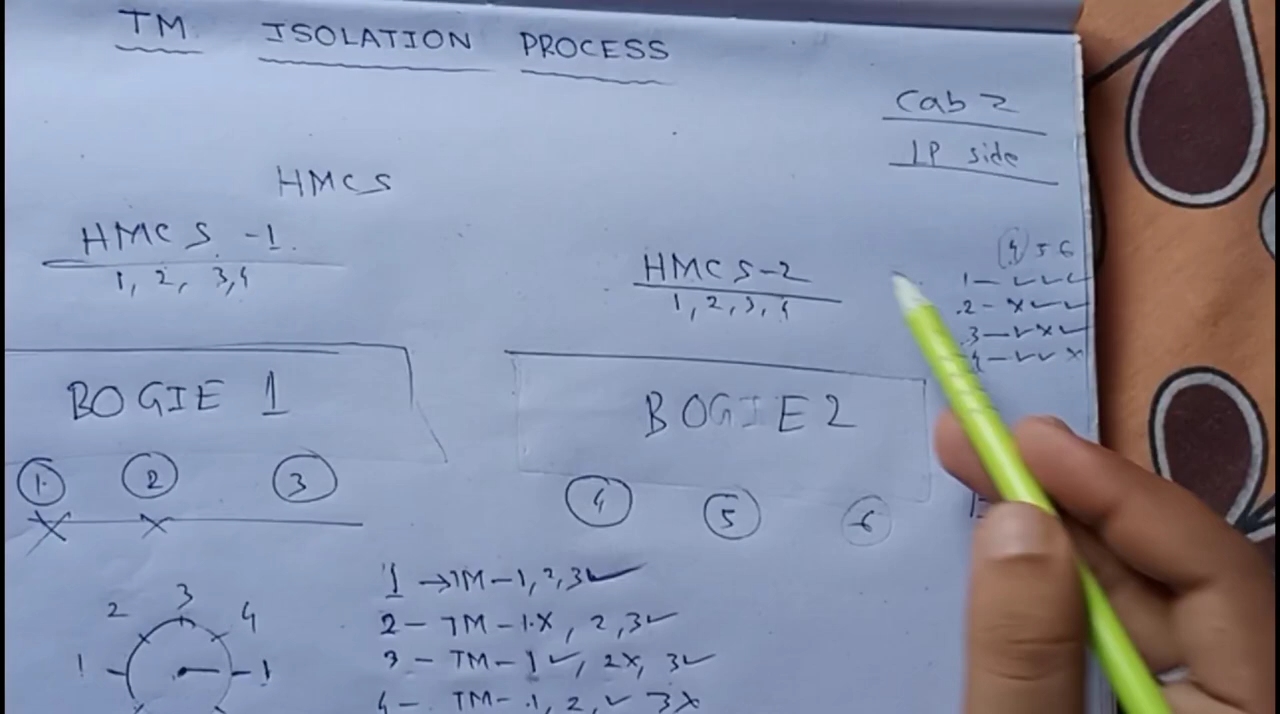 TM ISOLATION PROCESS
Cab 2
LP side
HMCS
HMCS -1
1, 2, 3,4
HMCS-2
1, 2, 3, 4
4 5 6
1 — ✓ ✓ ✓
2 - × ✓ ✓
3 — ✓ × ✓
4 — ✓ ✓ ×
BOGIE 1
BOGIE 2
1 2 3
4 5 6
× ×
1 → TM - 1, 2, 3 ✓
2 - TM - 1 ×, 2, 3 ✓
3 - TM - 1 ✓, 2 ×, 3 ✓
4 - TM - 1, 2, ✓ 3 ×
1 2 3 4 1